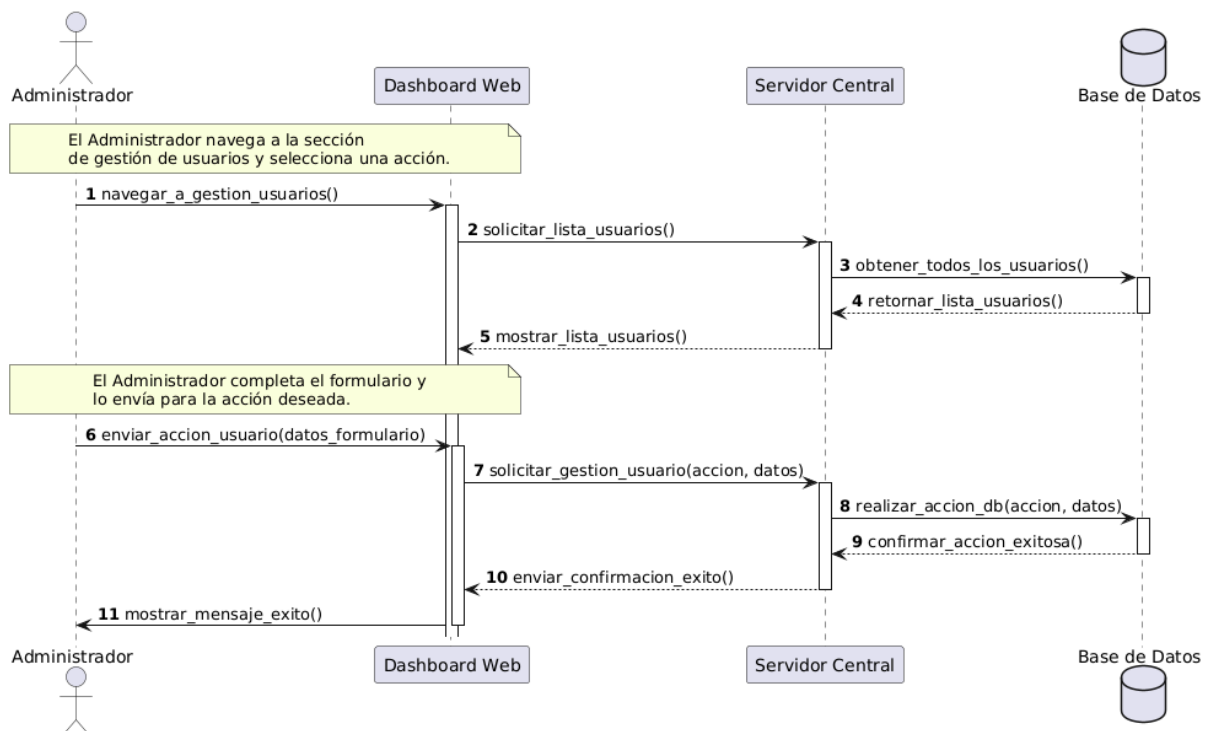 Administrador
Dashboard Web
Servidor Central
Base de Datos
El Administrador navega a la sección
de gestión de usuarios y selecciona una acción.
1 navegar_a_gestion_usuarios()
2 solicitar_lista_usuarios()
3 obtener_todos_los_usuarios()
4 retornar_lista_usuarios()
5 mostrar_lista_usuarios()
El Administrador completa el formulario y
lo envía para la acción deseada.
6 enviar_accion_usuario(datos_formulario)
7 solicitar_gestion_usuario(accion, datos)
8 realizar_accion_db(accion, datos)
9 confirmar_accion_exitosa()
10 enviar_confirmacion_exito()
11 mostrar_mensaje_exito()
Administrador
Dashboard Web
Servidor Central
Base de Datos